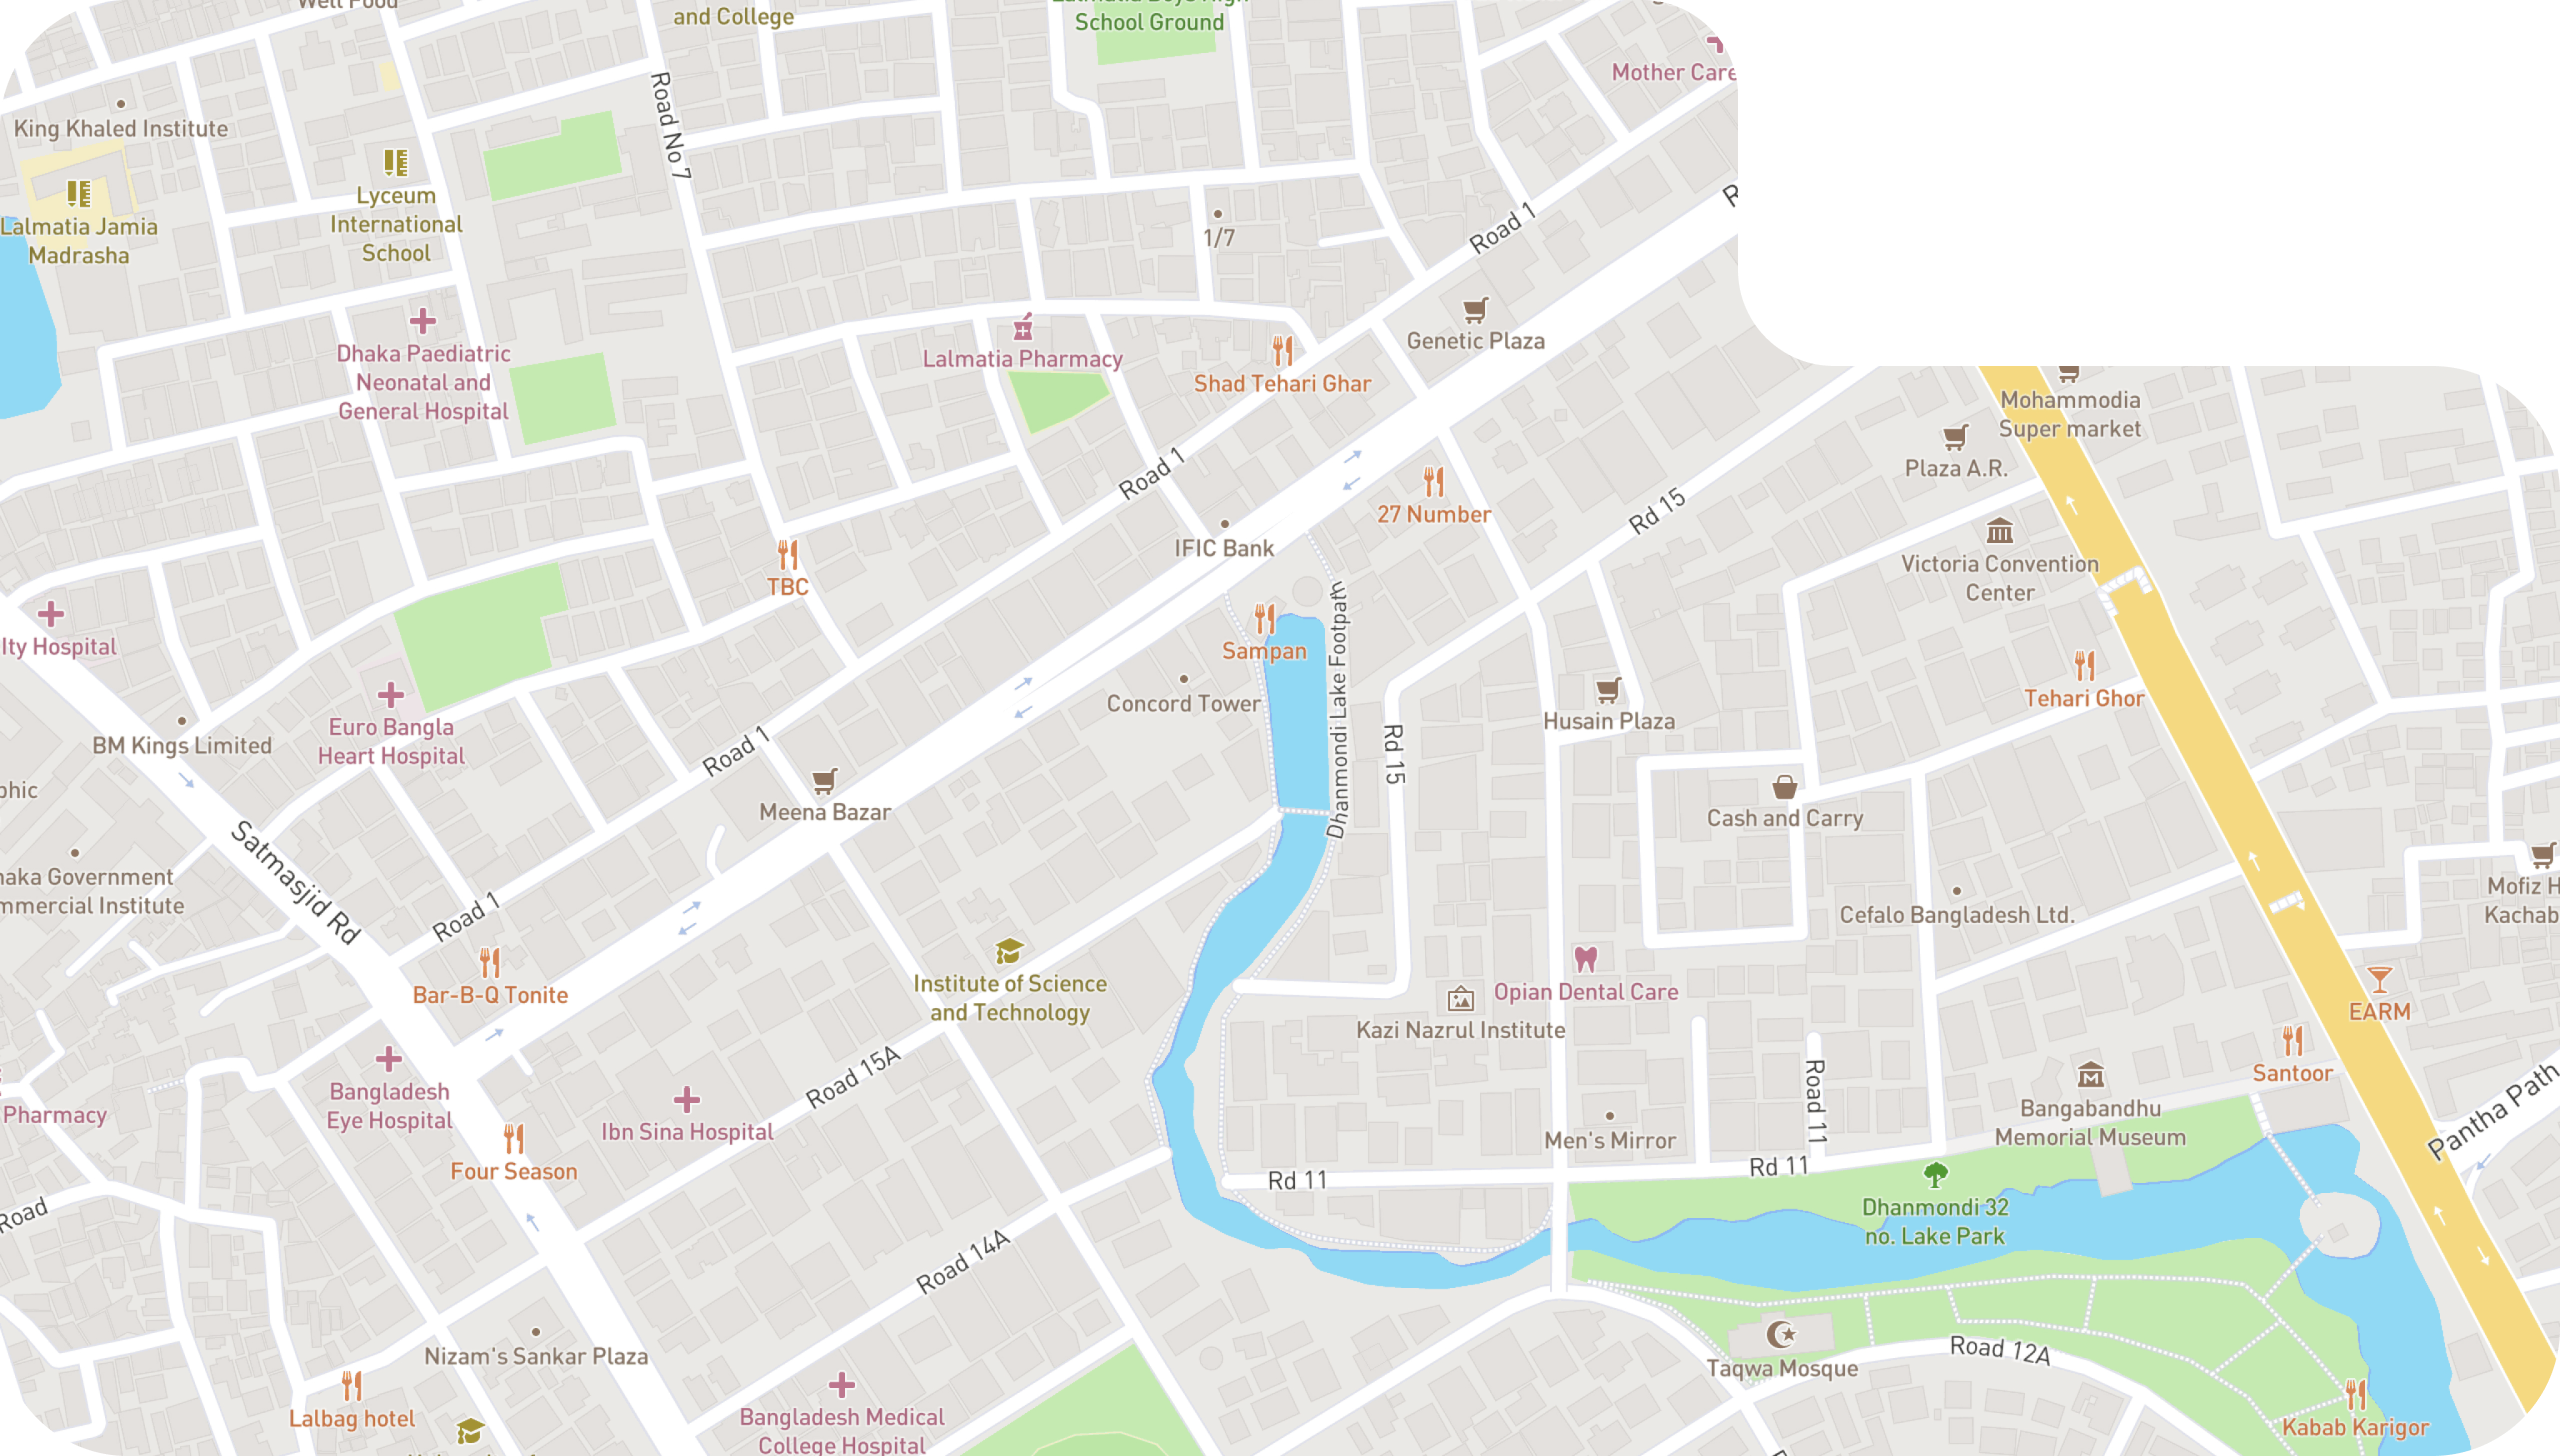 Well Food
and College
Lalmatia Boys High
School Ground
Mother Care
King Khaled Institute
Road No 7
Lyceum
International
School
Lalmatia Jamia
Madrasha
1/7
Road 1
Genetic Plaza
Dhaka Paediatric
Neonatal and
General Hospital
Lalmatia Pharmacy
Shad Tehari Ghar
Mohammodia
Super market
Plaza A.R.
Road 1
27 Number
Rd 15
IFIC Bank
Victoria Convention
Center
TBC
lty Hospital
Sampan
Dhanmondi Lake Footpath
Concord Tower
Tehari Ghor
Husain Plaza
BM Kings Limited
Euro Bangla
Heart Hospital
Road 1
Rd 15
phic
Meena Bazar
Cash and Carry
Satmasjid Rd
haka Government
mmercial Institute
Road 1
Mofiz H
Kachab
Cefalo Bangladesh Ltd.
Bar-B-Q Tonite
Institute of Science
and Technology
Opian Dental Care
EARM
Kazi Nazrul Institute
Road 15A
Santoor
Bangladesh
Eye Hospital
Pharmacy
Ibn Sina Hospital
Road 11
Bangabandhu
Memorial Museum
Pantha Path
Men's Mirror
Four Season
Rd 11
Rd 11
Road
Dhanmondi 32
no. Lake Park
Road 14A
Nizam's Sankar Plaza
Taqwa Mosque
Road 12A
Lalbag hotel
Bangladesh Medical
College Hospital
Kabab Karigor